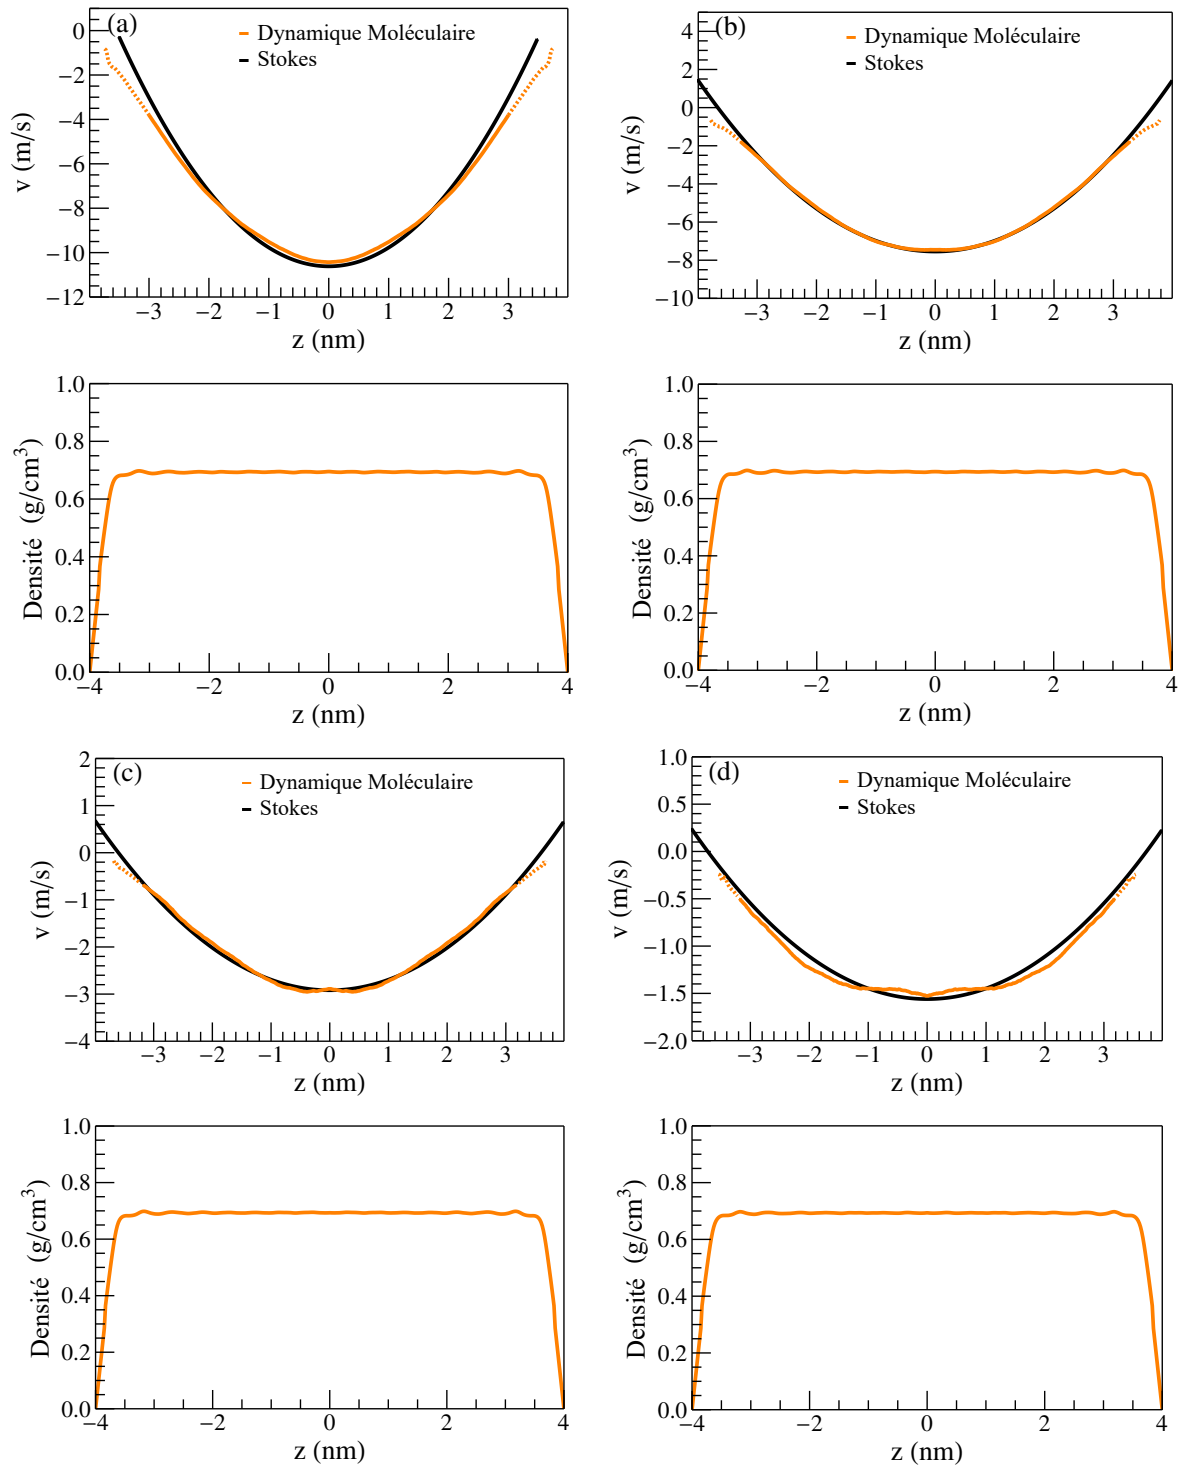 (a)
Dynamique Moléculaire
Stokes
0
−2
−4
−6
−8
−10
−12
v (m/s)
−3 −2 −1 0 1 2 3
z (nm)
(b)
Dynamique Moléculaire
Stokes
4
2
0
−2
−4
−6
−8
−10
v (m/s)
−3 −2 −1 0 1 2 3
z (nm)
1.0
0.8
0.6
0.4
0.2
0.0
Densité (g/cm³)
−4 −2 0 2 4
z (nm)
1.0
0.8
0.6
0.4
0.2
0.0
Densité (g/cm³)
−4 −2 0 2 4
z (nm)
(c)
Dynamique Moléculaire
Stokes
2
1
0
−1
−2
−3
−4
v (m/s)
−3 −2 −1 0 1 2 3
z (nm)
(d)
Dynamique Moléculaire
Stokes
1.0
0.5
0.0
−0.5
−1.0
−1.5
−2.0
v (m/s)
−3 −2 −1 0 1 2 3
z (nm)
1.0
0.8
0.6
0.4
0.2
0.0
Densité (g/cm³)
−4 −2 0 2 4
z (nm)
1.0
0.8
0.6
0.4
0.2
0.0
Densité (g/cm³)
−4 −2 0 2 4
z (nm)